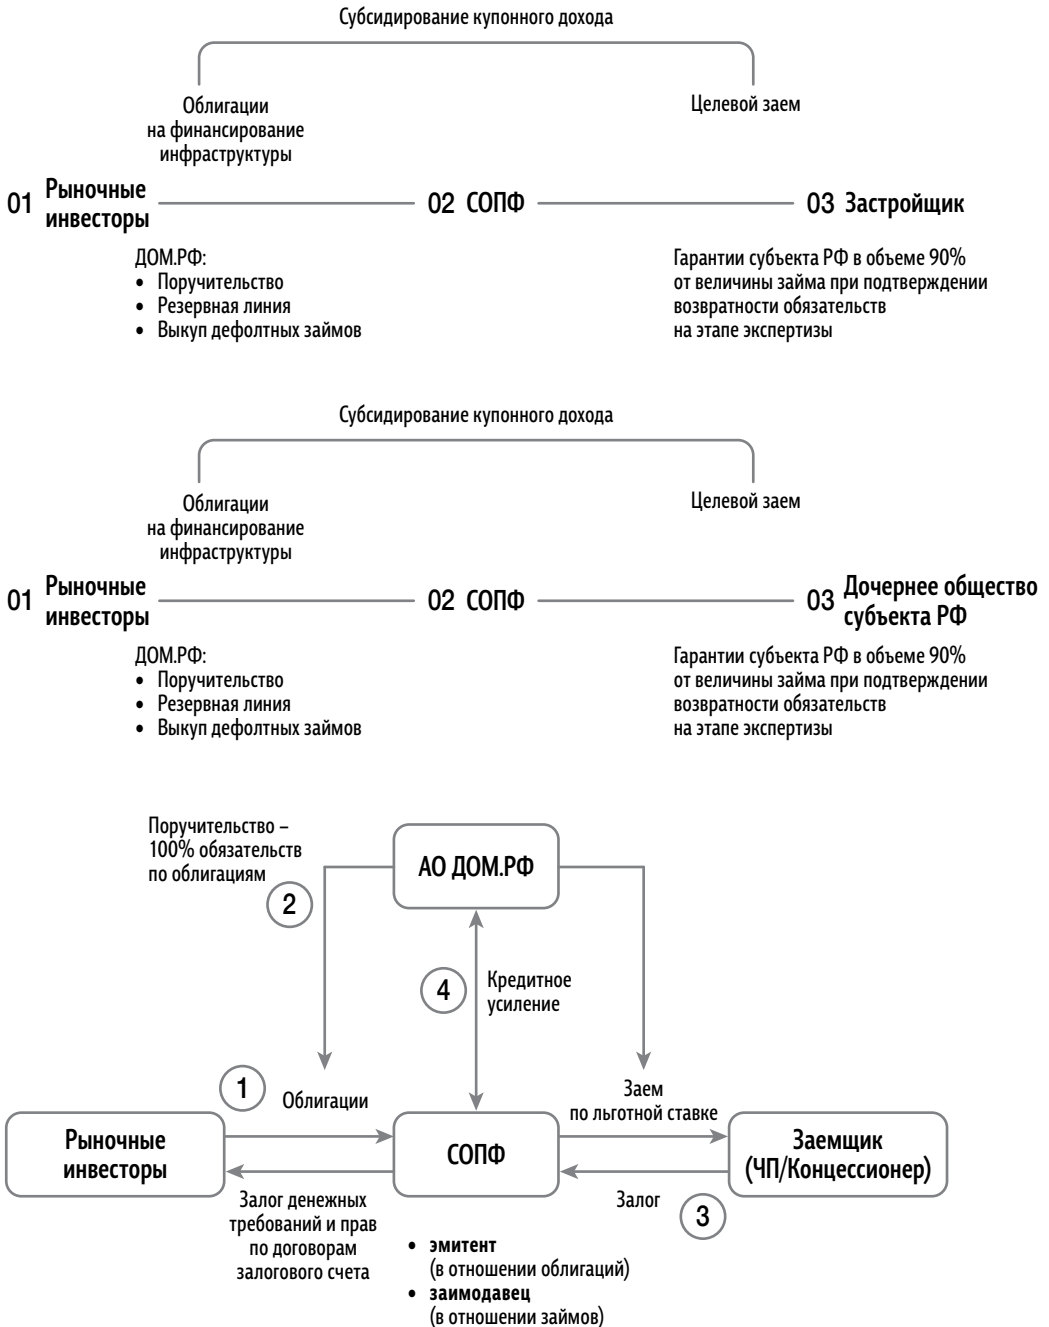 Субсидирование купонного дохода
Облигации
на финансирование
инфраструктуры
Целевой заем
01 Рыночные
инвесторы
02 СОПФ
03 Застройщик
ДОМ.РФ:
• Поручительство
• Резервная линия
• Выкуп дефолтных займов
Гарантии субъекта РФ в объеме 90%
от величины займа при подтверждении
возвратности обязательств
на этапе экспертизы
Субсидирование купонного дохода
Облигации
на финансирование
инфраструктуры
Целевой заем
01 Рыночные
инвесторы
02 СОПФ
03 Дочернее общество
субъекта РФ
ДОМ.РФ:
• Поручительство
• Резервная линия
• Выкуп дефолтных займов
Гарантии субъекта РФ в объеме 90%
от величины займа при подтверждении
возвратности обязательств
на этапе экспертизы
Поручительство –
100% обязательств
по облигациям
2
АО ДОМ.РФ
4
Кредитное
усиление
1
Облигации
Заем
по льготной ставке
Рыночные
инвесторы
СОПФ
Заемщик
(ЧП/Концессионер)
Залог денежных
требований и прав
по договорам
залогового счета
Залог
3
• эмитент
(в отношении облигаций)
• заимодавец
(в отношении займов)